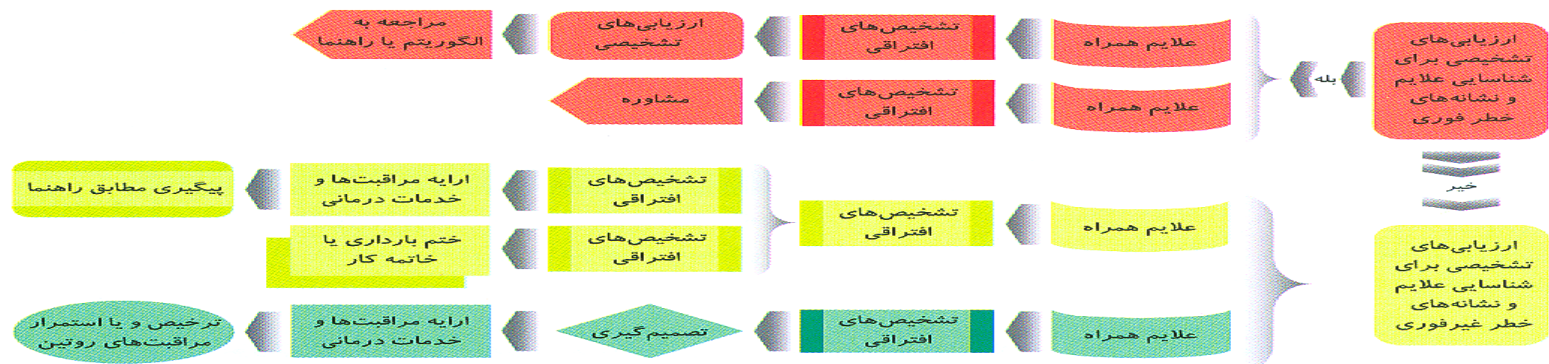 ارزیابی‌های
تشخیصی برای
شناسایی علایم
و نشانه‌های
خطر فوری
بله
علایم همراه
تشخیص‌های
افتراقی
ارزیابی‌های
تشخیصی
مراجعه به
الگوریتم یا راهنما
علایم همراه
تشخیص‌های
افتراقی
مشاوره
خیر
ارزیابی‌های
تشخیصی برای
شناسایی علایم
و نشانه‌های
خطر غیرفوری
علایم همراه
تشخیص‌های
افتراقی
تشخیص‌های
افتراقی
ارایه مراقبت‌ها و
خدمات درمانی
پیگیری مطابق راهنما
تشخیص‌های
افتراقی
ختم بارداری یا
خاتمه کار
علایم همراه
تشخیص‌های
افتراقی
تصمیم‌گیری
ارایه مراقبت‌ها و
خدمات درمانی
ترخیص و یا استمرار
مراقبت‌های روتین